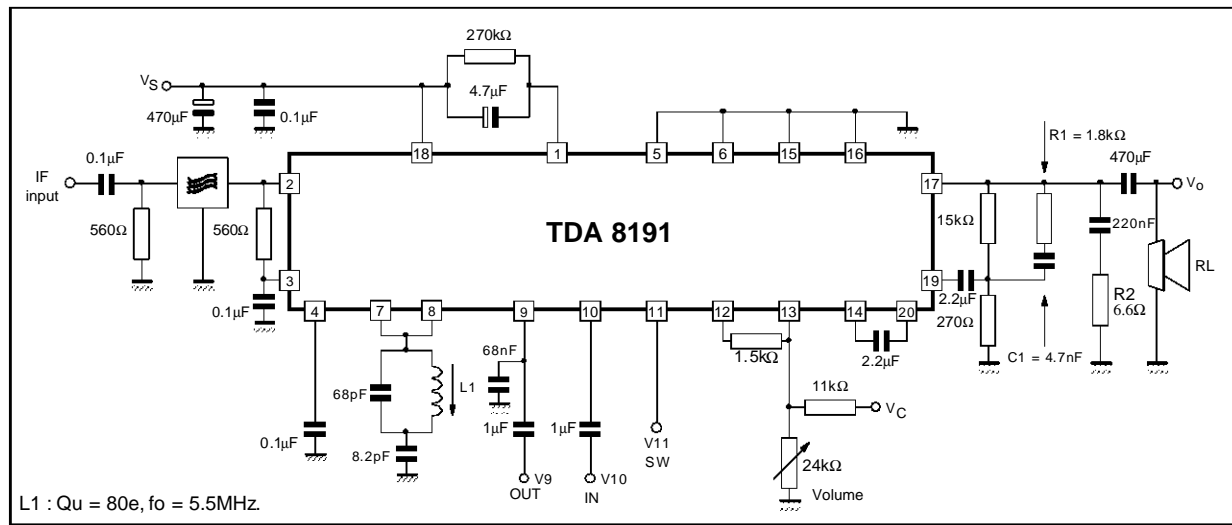 270kΩ
VS
4.7µF
470µF
0.1µF
R1 = 1.8kΩ
18
1
5
6
15
16
470µF
0.1µF
IF
input
2
17
Vo
TDA 8191
560Ω
560Ω
15kΩ
220nF
RL
3
19
0.1µF
2.2µF
R2
6.6Ω
4
7
8
9
10
11
12
13
14
20
270Ω
1.5kΩ
2.2µF
C1 = 4.7nF
68nF
68pF
L1
11kΩ
VC
0.1µF
1µF
1µF
V11
SW
8.2pF
24kΩ
V9
OUT
V10
IN
Volume
L1 : Qu = 80e, fo = 5.5MHz.